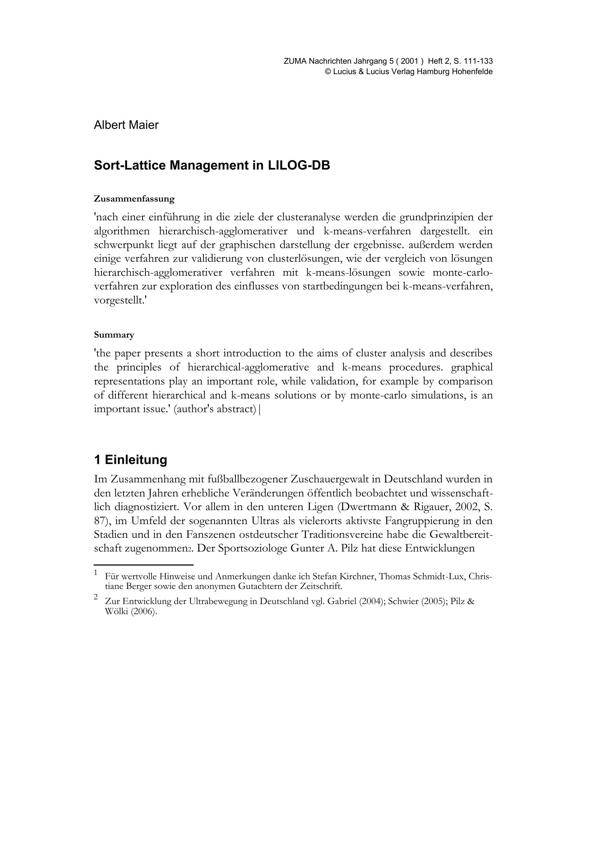 ZUMA Nachrichten Jahrgang 5 ( 2001 ) Heft 2, S. 111-133
© Lucius & Lucius Verlag Hamburg Hohenfelde
Albert Maier
Sort-Lattice Management in LILOG-DB
Zusammenfassung
'nach einer einführung in die ziele der clusteranalyse werden die grundprinzipien der
algorithmen hierarchisch-agglomerativer und k-means-verfahren dargestellt. ein
schwerpunkt liegt auf der graphischen darstellung der ergebnisse. außerdem werden
einige verfahren zur validierung von clusterlösungen, wie der vergleich von lösungen
hierarchisch-agglomerativer verfahren mit k-means-lösungen sowie monte-carlo-
verfahren zur exploration des einflusses von startbedingungen bei k-means-verfahren,
vorgestellt.'
Summary
'the paper presents a short introduction to the aims of cluster analysis and describes
the principles of hierarchical-agglomerative and k-means procedures. graphical
representations play an important role, while validation, for example by comparison
of different hierarchical and k-means solutions or by monte-carlo simulations, is an
important issue.' (author's abstract)|
1 Einleitung
Im Zusammenhang mit fußballbezogener Zuschauergewalt in Deutschland wurden in
den letzten Jahren erhebliche Veränderungen öffentlich beobachtet und wissenschaft-
lich diagnostiziert. Vor allem in den unteren Ligen (Dwertmann & Rigauer, 2002, S.
87), im Umfeld der sogenannten Ultras als vielerorts aktivste Fangruppierung in den
Stadien und in den Fanszenen ostdeutscher Traditionsvereine habe die Gewaltbereit-
schaft zugenommen2. Der Sportsoziologe Gunter A. Pilz hat diese Entwicklungen
1 Für wertvolle Hinweise und Anmerkungen danke ich Stefan Kirchner, Thomas Schmidt-Lux, Chris-
tiane Berger sowie den anonymen Gutachtern der Zeitschrift.
2 Zur Entwicklung der Ultrabewegung in Deutschland vgl. Gabriel (2004); Schwier (2005); Pilz &
Wölki (2006).